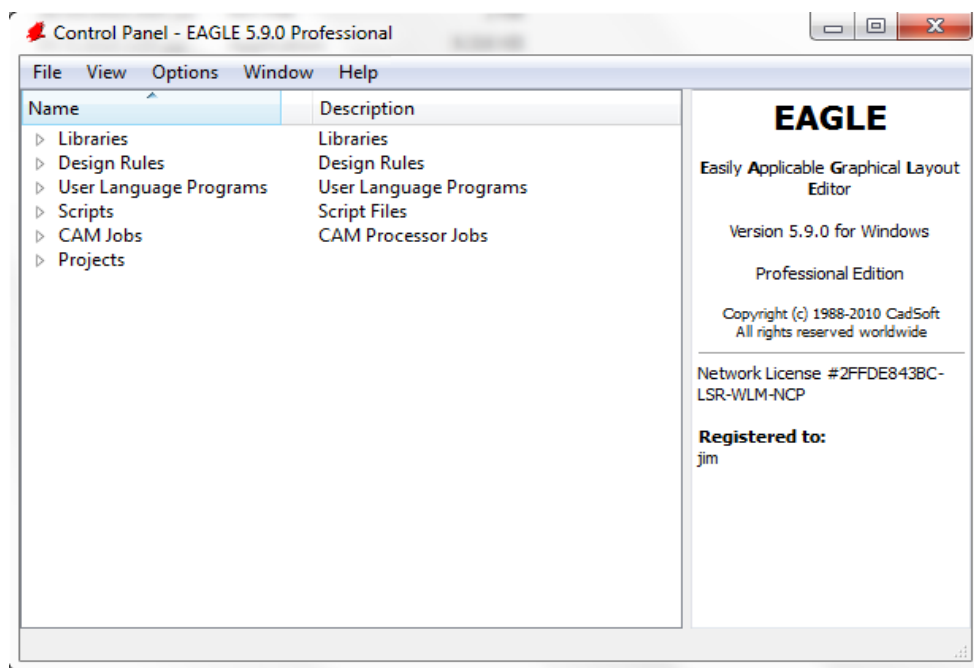 Control Panel - EAGLE 5.9.0 Professional
File View Options Window Help
Name Description
Libraries Libraries
Design Rules Design Rules
User Language Programs User Language Programs
Scripts Script Files
CAM Jobs CAM Processor Jobs
Projects
EAGLE
Easily Applicable Graphical Layout
Editor
Version 5.9.0 for Windows
Professional Edition
Copyright (c) 1988-2010 CadSoft
All rights reserved worldwide
Network License #2FFDE843BC-
LSR-WLM-NCP
Registered to:
jim